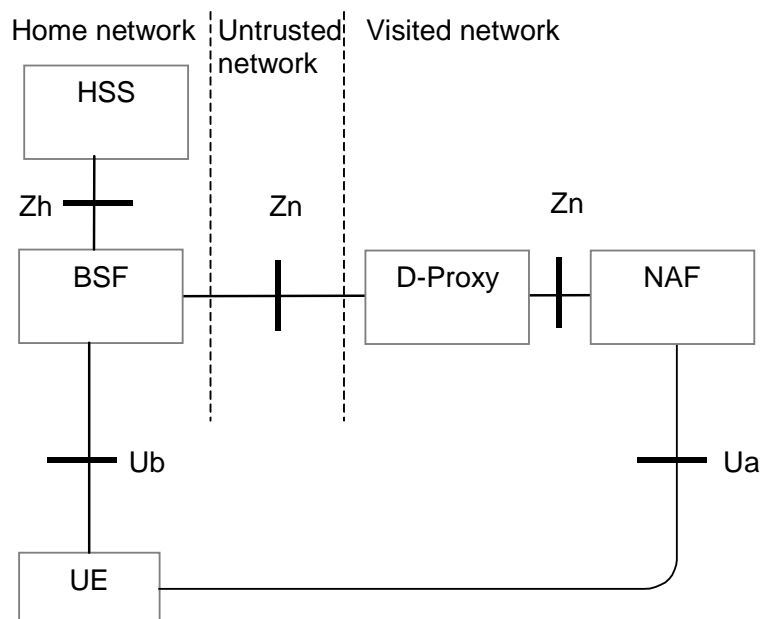 Home network
Untrusted
network
Visited network
HSS
Zh
Zn
Zn
BSF
D-Proxy
NAF
Ub
Ua
UE